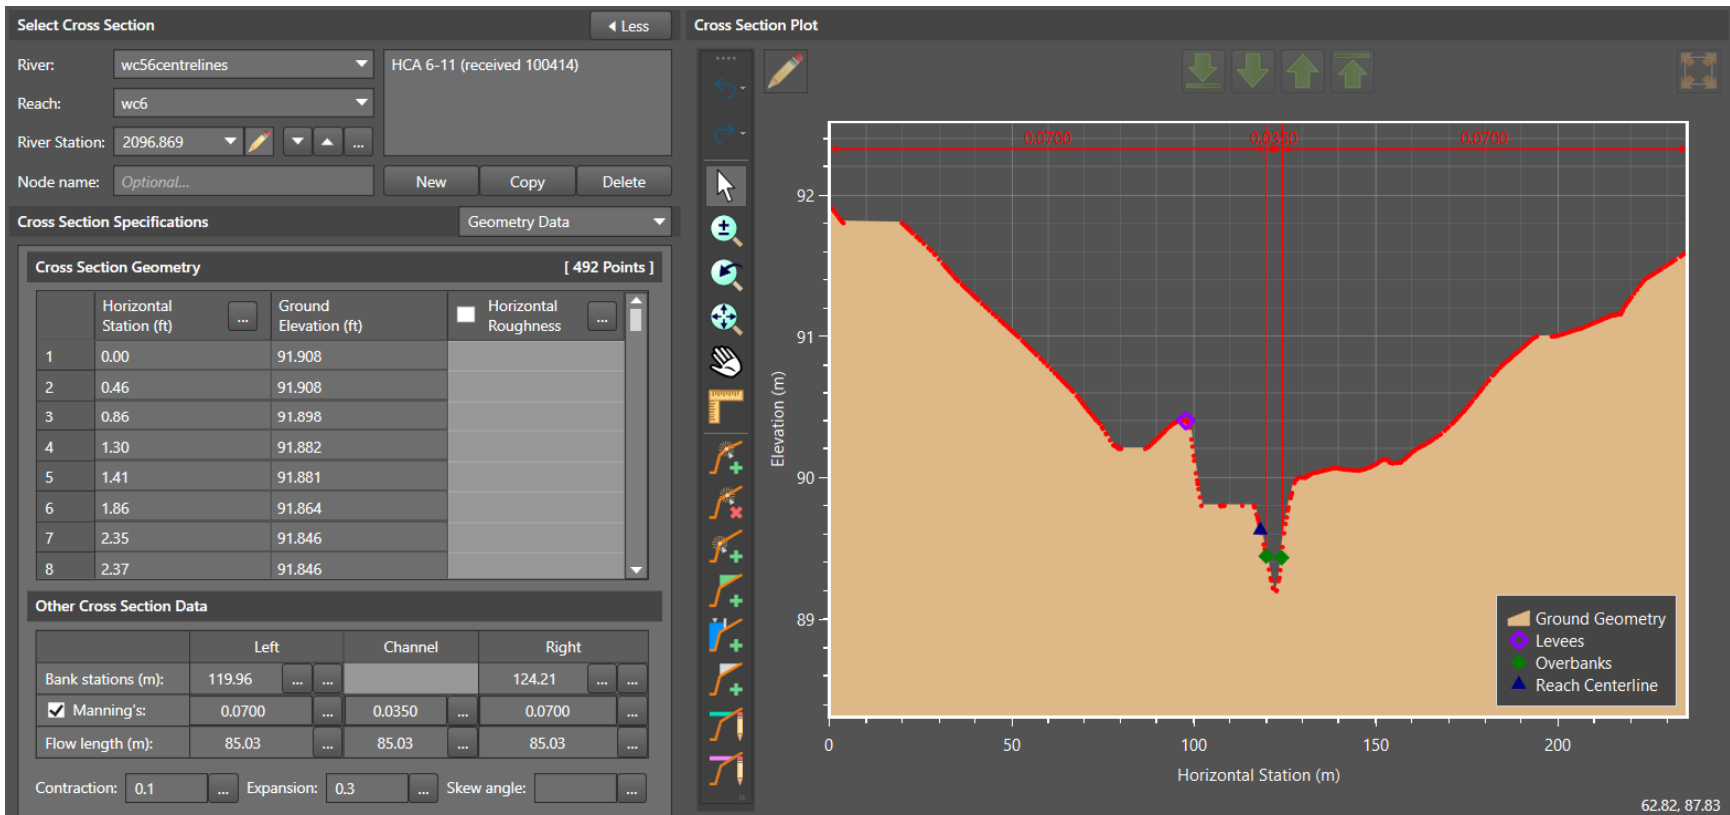 Select Cross Section
Less
River:
wc56centrelines
HCA 6-11 (received 100414)
Reach:
wc6
River Station:
2096.869
...
Node name:
Optional...
New
Copy
Delete
Cross Section Specifications
Geometry Data
Cross Section Geometry
[ 492 Points ]
Horizontal Station (ft)
...
Ground Elevation (ft)
Horizontal Roughness
...
1 0.00 91.908
2 0.46 91.908
3 0.86 91.898
4 1.30 91.882
5 1.41 91.881
6 1.86 91.864
7 2.35 91.846
8 2.37 91.846
Other Cross Section Data
Left Channel Right
Bank stations (m): 119.96 ... ... 124.21 ... ...
Manning's: 0.0700 ... 0.0350 ... 0.0700 ...
Flow length (m): 85.03 ... 85.03 ... 85.03 ...
Contraction: 0.1 ... Expansion: 0.3 ... Skew angle: ...
Cross Section Plot
0.0700
0.0350
0.0700
92
91
90
89
Elevation (m)
0
50
100
150
200
Horizontal Station (m)
Ground Geometry
Levees
Overbanks
Reach Centerline
62.82, 87.83